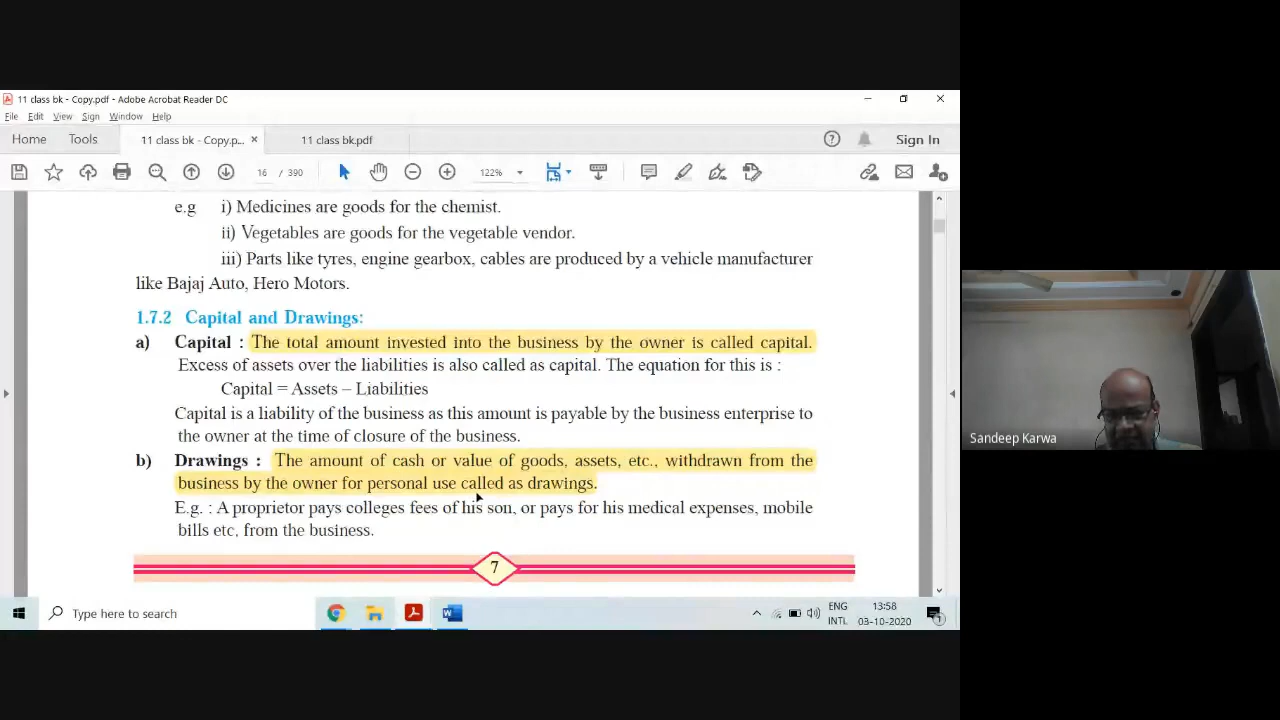 11 class bk - Copy.pdf - Adobe Acrobat Reader DC
File Edit View Sign Window Help
Home Tools 11 class bk - Copy.p... × 11 class bk.pdf Sign In
16 / 390 122%
e.g i) Medicines are goods for the chemist.
ii) Vegetables are goods for the vegetable vendor.
iii) Parts like tyres, engine gearbox, cables are produced by a vehicle manufacturer
like Bajaj Auto, Hero Motors.
1.7.2 Capital and Drawings:
a) Capital : The total amount invested into the business by the owner is called capital.
Excess of assets over the liabilities is also called as capital. The equation for this is :
Capital = Assets – Liabilities
Capital is a liability of the business as this amount is payable by the business enterprise to
the owner at the time of closure of the business.
b) Drawings : The amount of cash or value of goods, assets, etc., withdrawn from the
business by the owner for personal use called as drawings.
E.g. : A proprietor pays colleges fees of his son, or pays for his medical expenses, mobile
bills etc, from the business.
7
Sandeep Karwa
Type here to search
ENG
INTL
13:58
03-10-2020